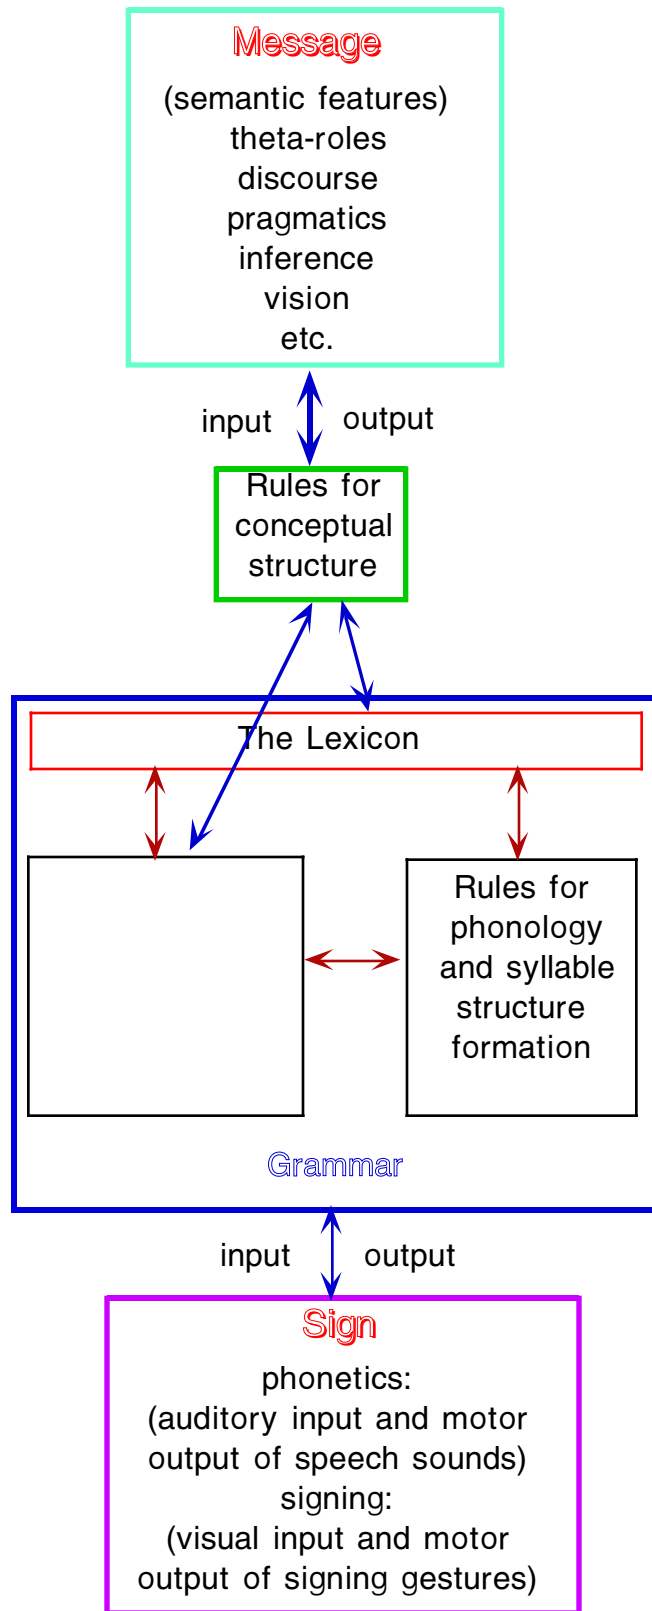 Message
(semantic features)
theta-roles
discourse
pragmatics
inference
vision
etc.
input output
Rules for
conceptual
structure
The Lexicon
Rules for
phonology
and syllable
structure
formation
Grammar
input output
Sign
phonetics:
(auditory input and motor
output of speech sounds)
signing:
(visual input and motor
output of signing gestures)